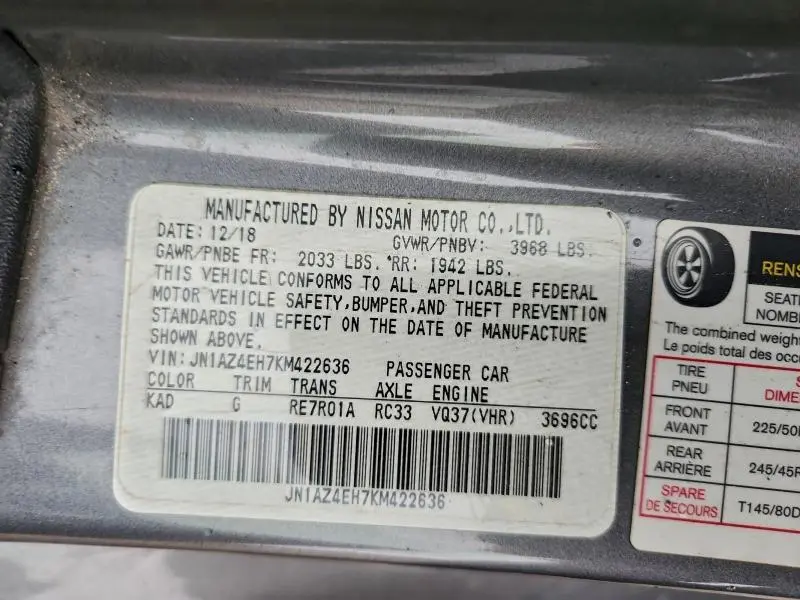 MANUFACTURED BY NISSAN MOTOR CO.,LTD.
DATE: 12/18 GVWR/PNBV: 3968 LBS.
GAWR/PNBE FR: 2033 LBS. RR: 1942 LBS.
THIS VEHICLE CONFORMS TO ALL APPLICABLE FEDERAL
MOTOR VEHICLE SAFETY,BUMPER,AND THEFT PREVENTION
STANDARDS IN EFFECT ON THE DATE OF MANUFACTURE
SHOWN ABOVE.
VIN:JN1AZ4EH7KM422636 PASSENGER CAR
COLOR TRIM TRANS AXLE ENGINE
KAD G RE7R01A RC33 VQ37(VHR) 3696CC
JN1AZ4EH7KM422636
The combined
Le poids total des
TIRE
PNEU
FRONT
AVANT
225/50
REAR
ARRIÈRE
245/45R
SPARE
DE SECOURS
T145/80D